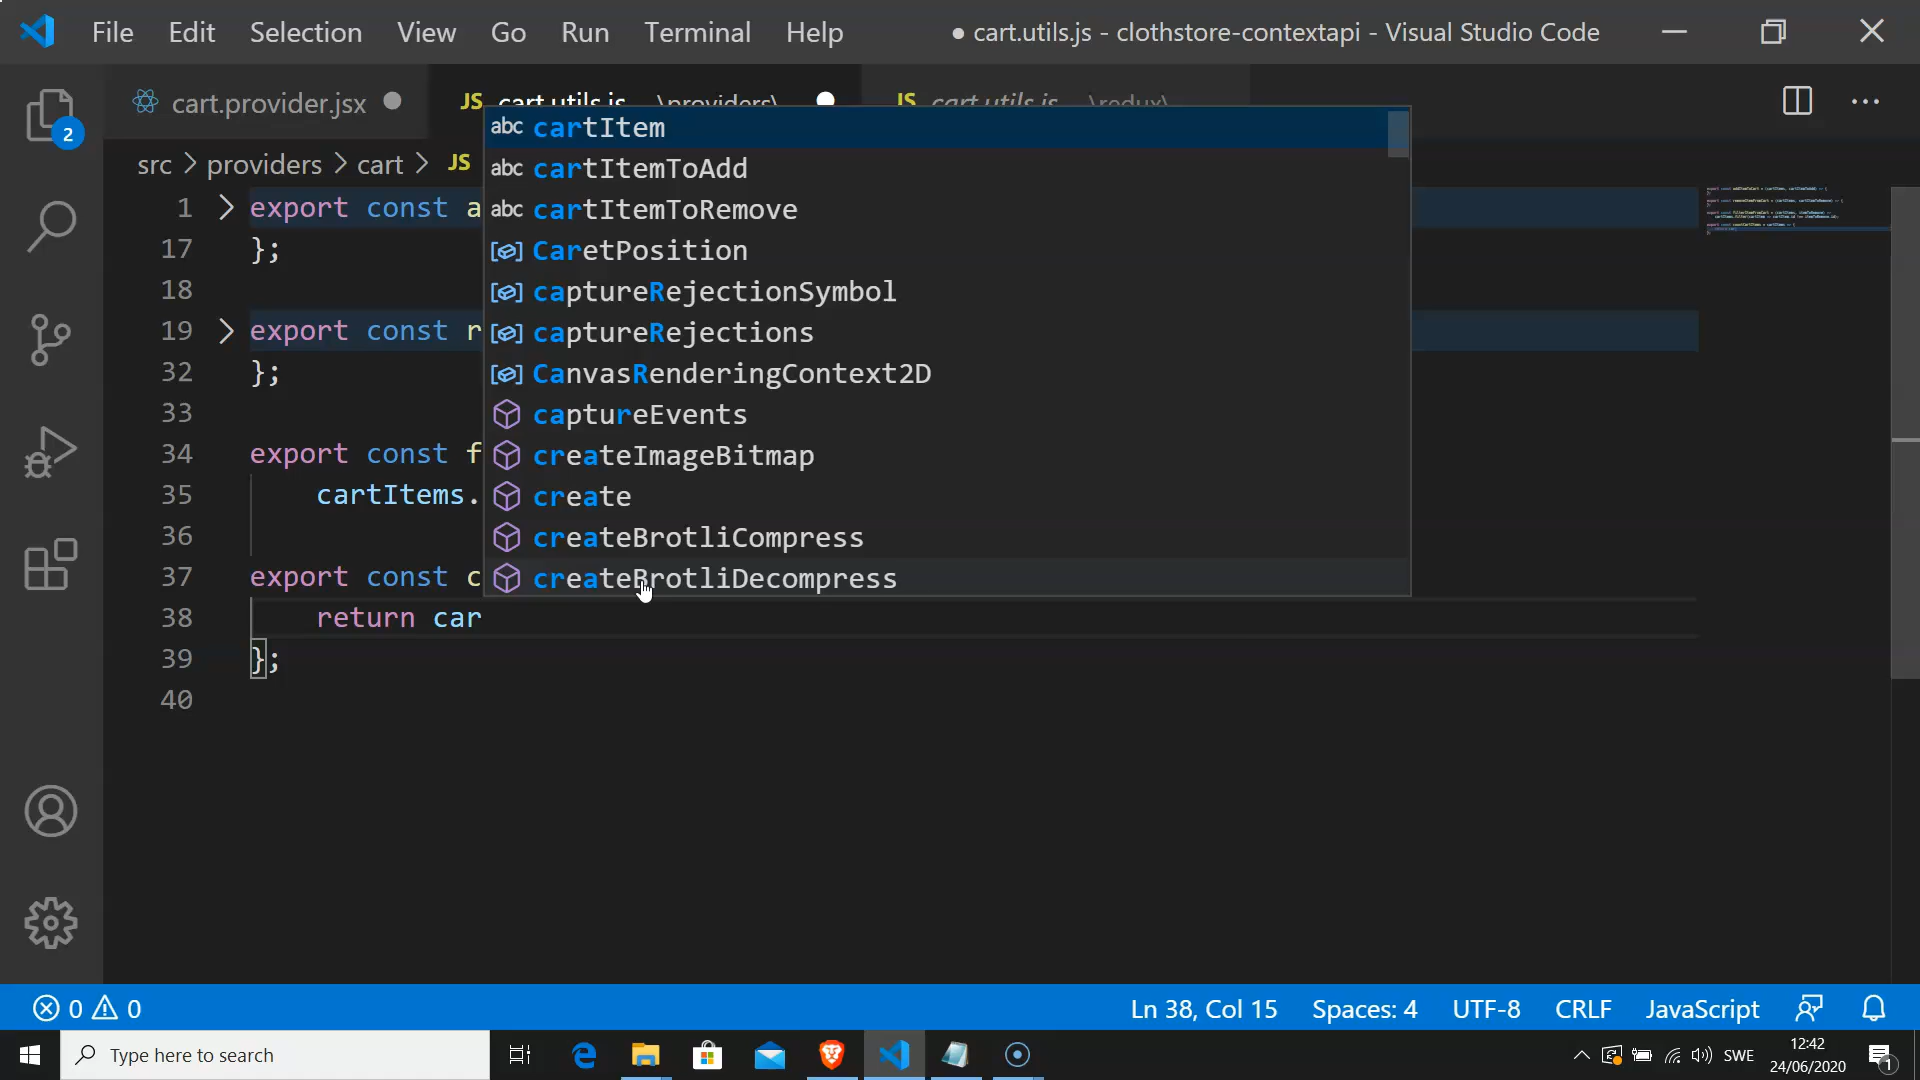 File Edit Selection View Go Run Terminal Help
● cart.utils.js - clothstore-contextapi - Visual Studio Code
cart.provider.jsx
JS cart.utils.js ...\providers\
JS cart.utils.js ...\redux\
2
src > providers > cart > JS
1 export const a
17 };
18
19 export const r
32 };
33
34 export const f
35 cartItems.
36
37 export const c
38 return car
39 };
40
abc cartItem
abc cartItemToAdd
abc cartItemToRemove
CaretPosition
captureRejectionSymbol
captureRejections
CanvasRenderingContext2D
captureEvents
createImageBitmap
create
createBrotliCompress
createBrotliDecompress
0 0
Ln 38, Col 15 Spaces: 4 UTF-8 CRLF JavaScript
Type here to search
SWE
12:42
24/06/2020
1